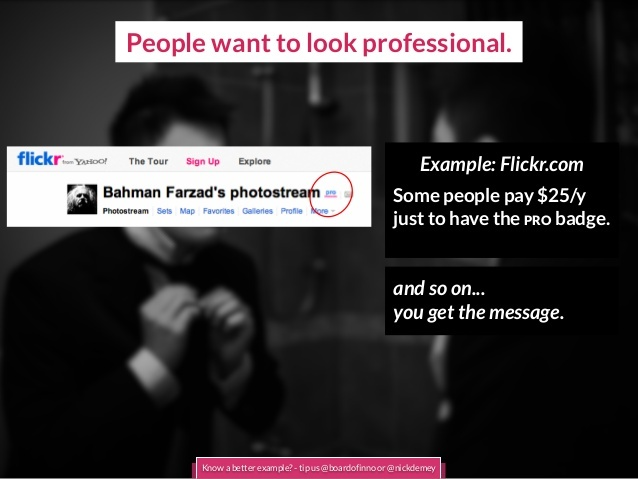 People want to look professional.
flickr from YAHOO! The Tour Sign Up Explore
Bahman Farzad's photostream pro
Photostream Sets Map Favorites Galleries Profile More
Example: Flickr.com
Some people pay $25/y
just to have the PRO badge.
and so on...
you get the message.
Know a better example? - tip us @boardofinno or @nickdemey